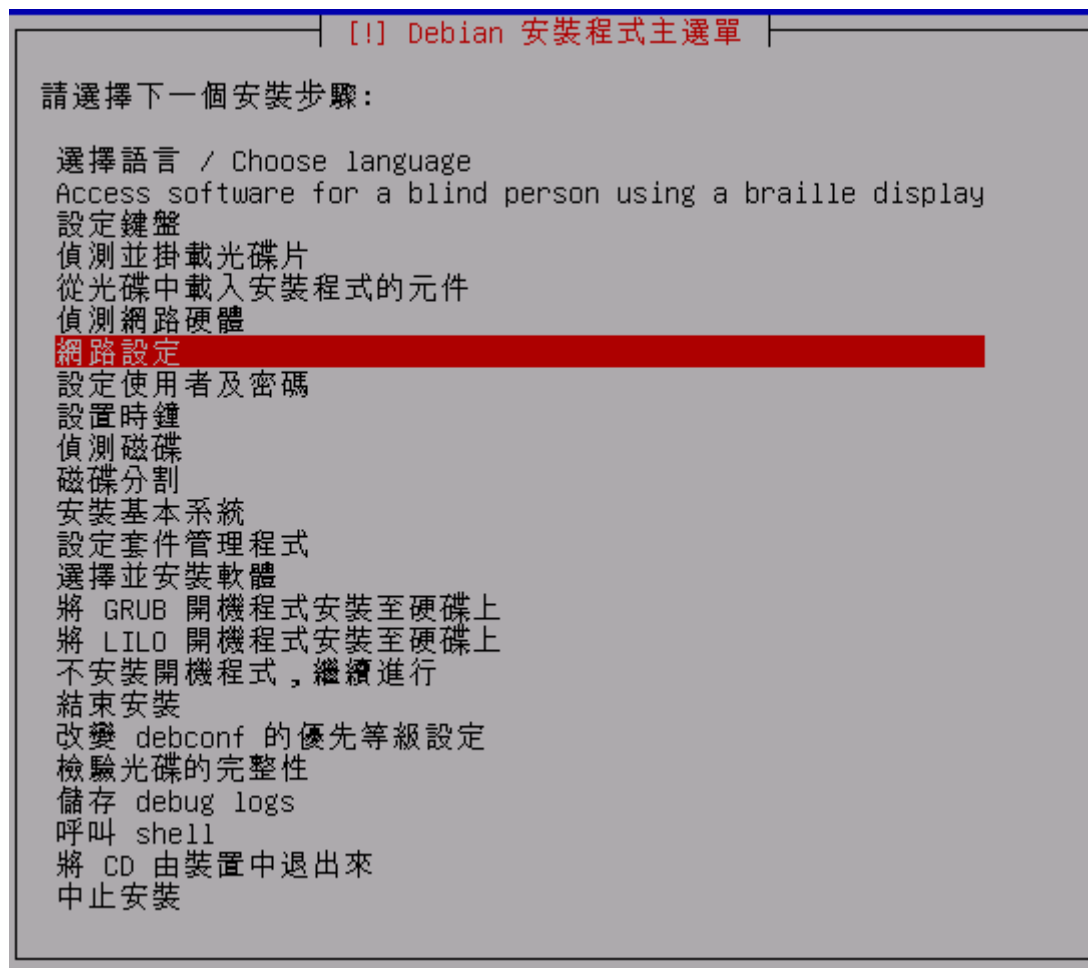 [!] Debian 安裝程式主選單
請選擇下一個安裝步驟:
選擇語言 / Choose language
Access software for a blind person using a braille display
設定鍵盤
偵測並掛載光碟片
從光碟中載入安裝程式的元件
偵測網路硬體
網路設定
設定使用者及密碼
設置時鐘
偵測磁碟
磁碟分割
安裝基本系統
設定套件管理程式
選擇並安裝軟體
將 GRUB 開機程式安裝至硬碟上
將 LILO 開機程式安裝至硬碟上
不安裝開機程式,繼續進行
結束安裝
改變 debconf 的優先等級設定
檢驗光碟的完整性
儲存 debug logs
呼叫 shell
將 CD 由裝置中退出來
中止安裝